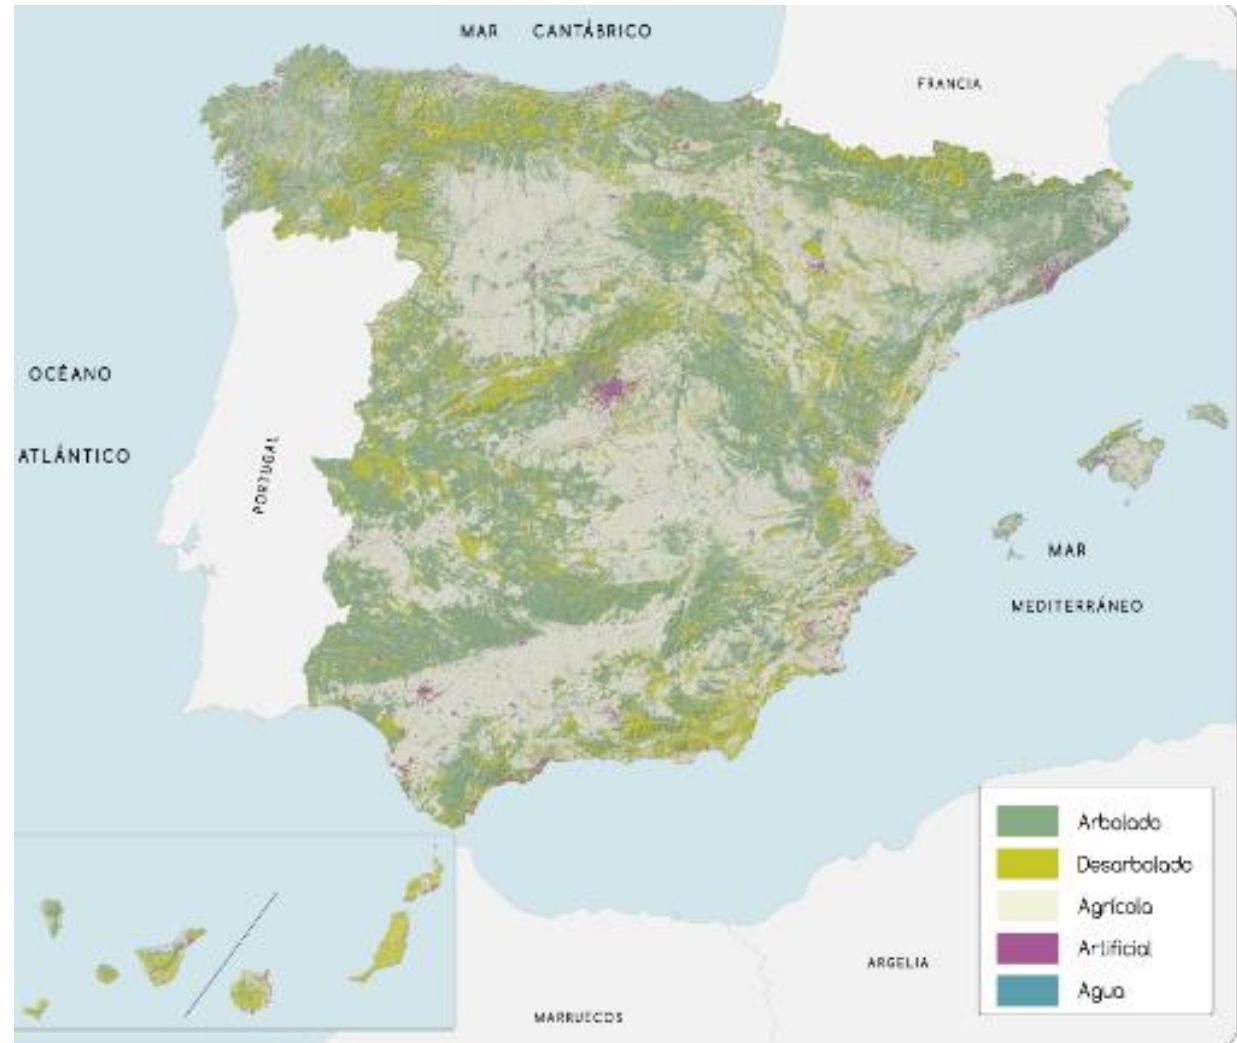 MAR CANTÁBRICO
FRANCIA
OCÉANO
ATLÁNTICO
PORTUGAL
MAR
MEDITERRÁNEO
Arbolado
Desarbolado
Agrícola
Artificial
Agua
ARGELIA
MARRUECOS